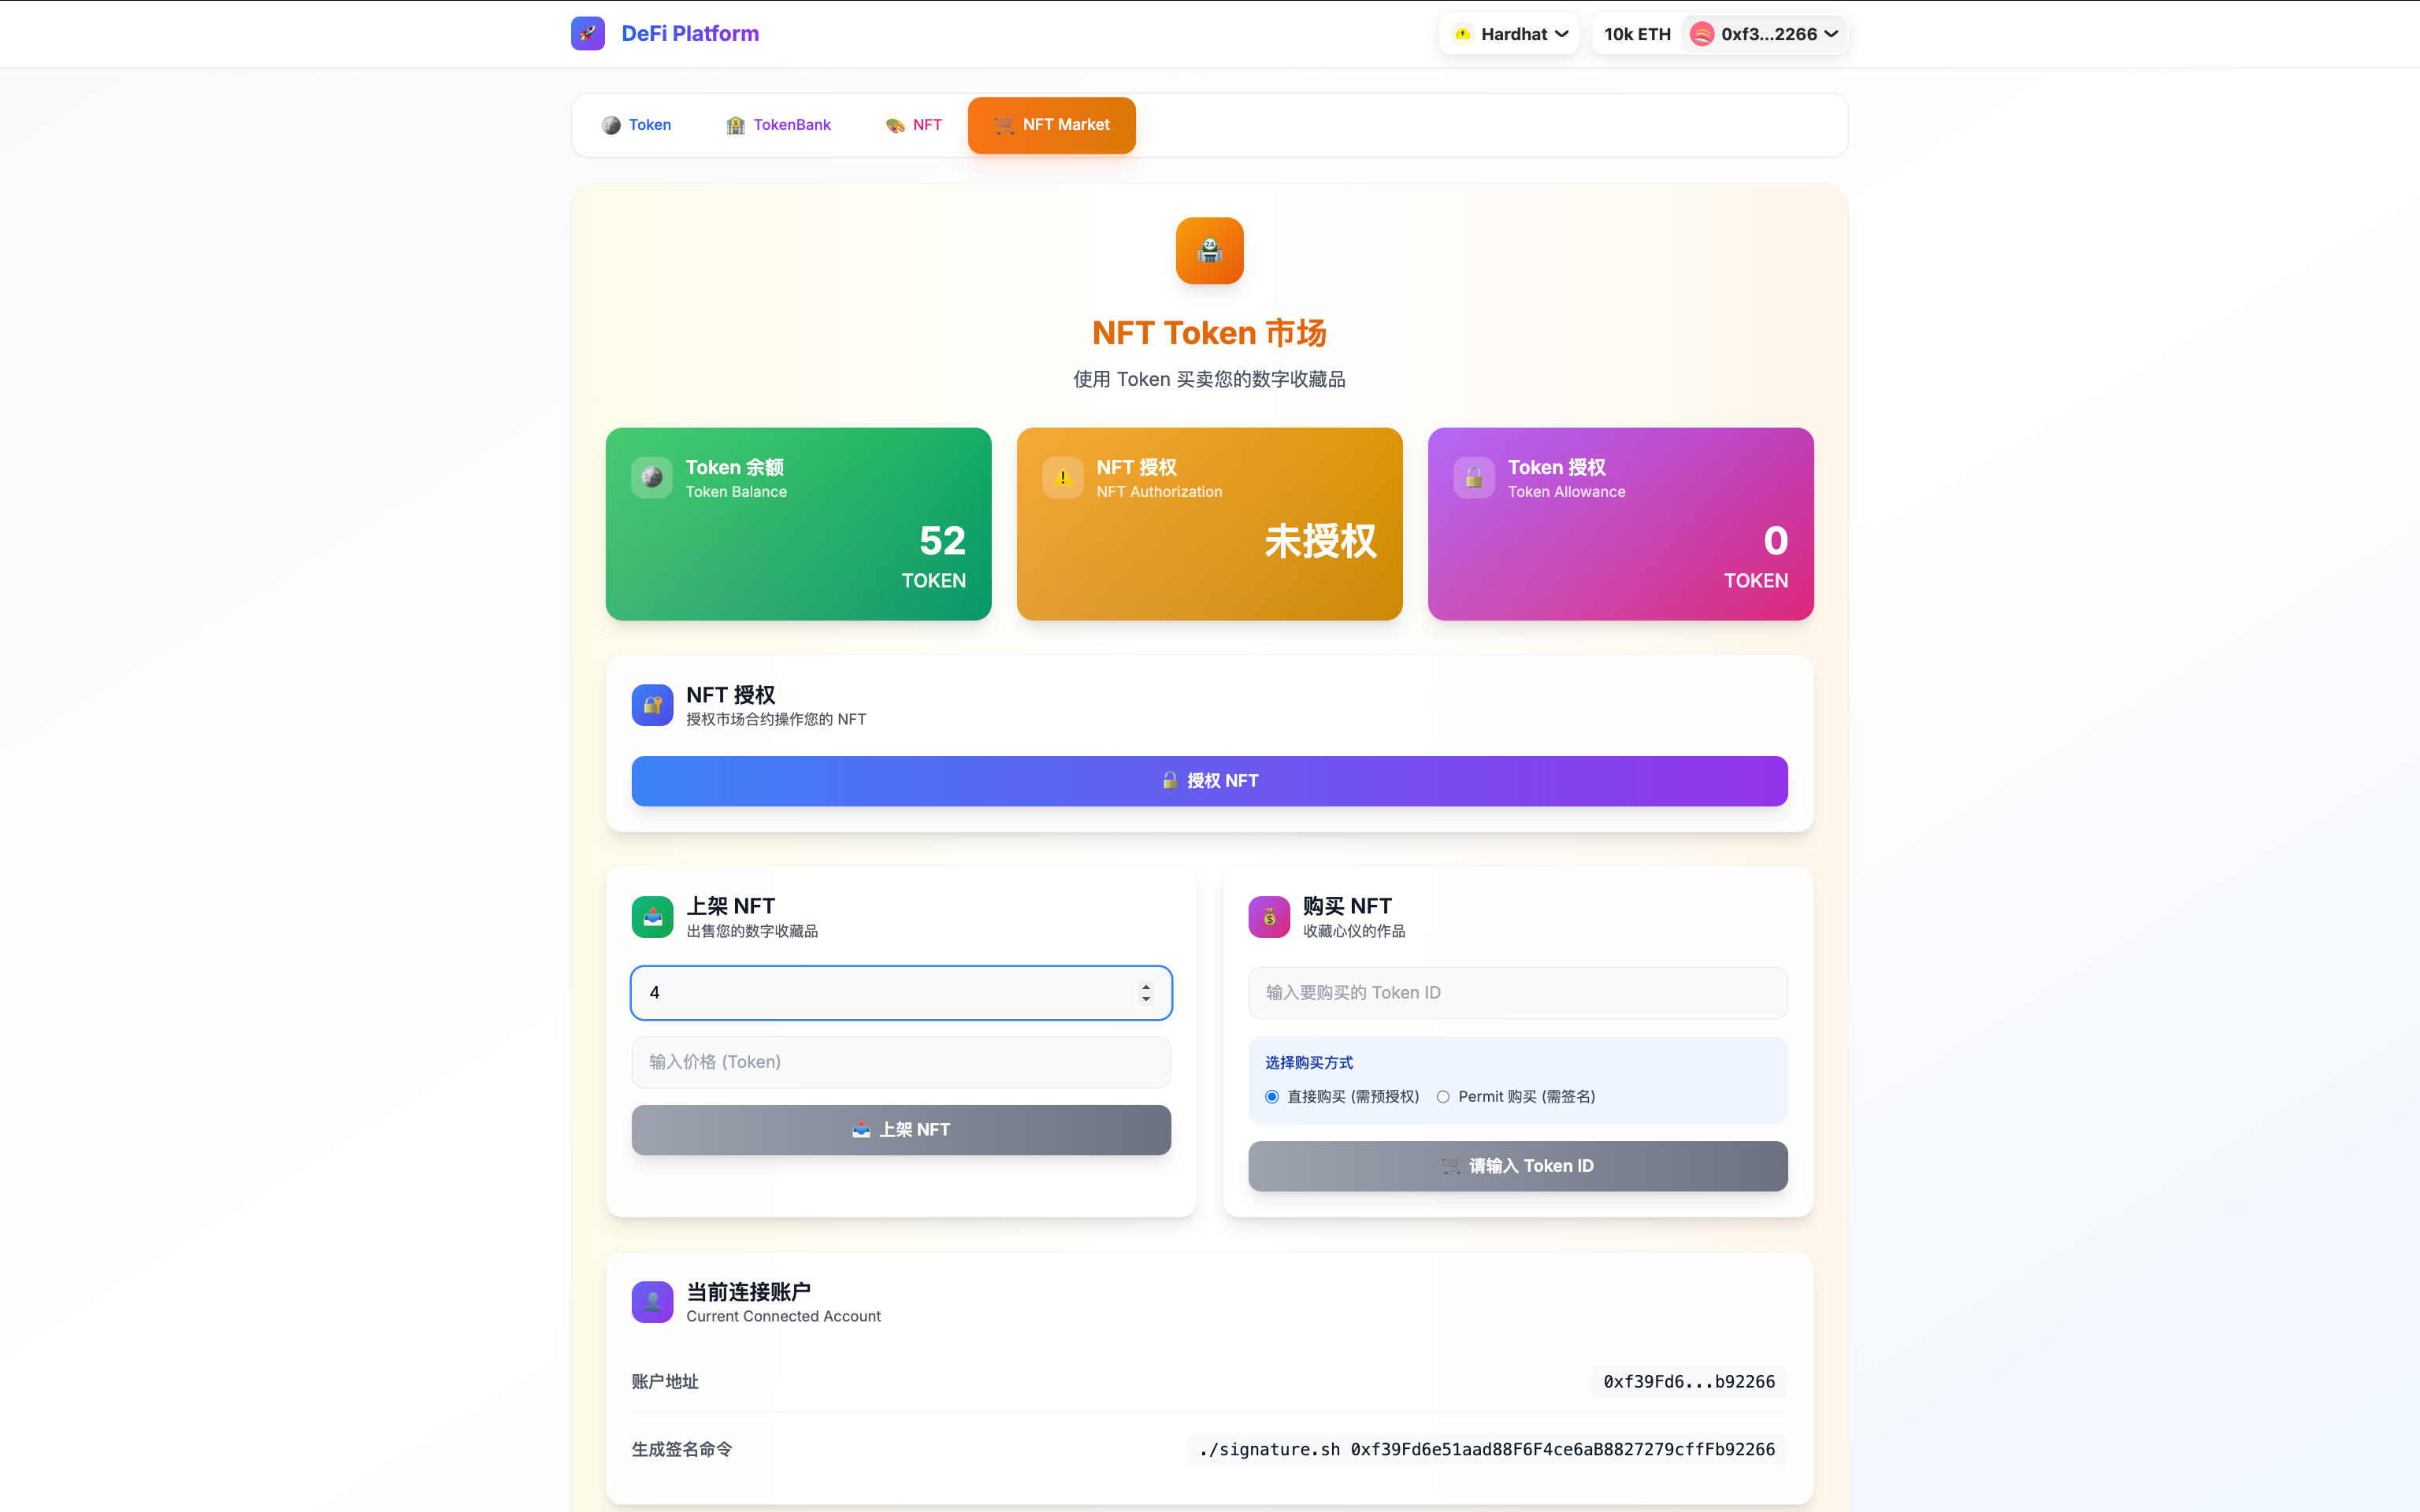 DeFi Platform
Hardhat
10k ETH
0xf3...2266
Token
TokenBank
NFT
NFT Market
NFT Token 市场
使用 Token 买卖您的数字收藏品
Token 余额
Token Balance
52
TOKEN
NFT 授权
NFT Authorization
未授权
Token 授权
Token Allowance
0
TOKEN
NFT 授权
授权市场合约操作您的 NFT
授权 NFT
上架 NFT
出售您的数字收藏品
4
输入价格 (Token)
上架 NFT
购买 NFT
收藏心仪的作品
输入要购买的 Token ID
选择购买方式
直接购买 (需预授权)
Permit 购买 (需签名)
请输入 Token ID
当前连接账户
Current Connected Account
账户地址
0xf39Fd6...b92266
生成签名命令
./signature.sh 0xf39Fd6e51aad88F6F4ce6aB8827279cffFb92266